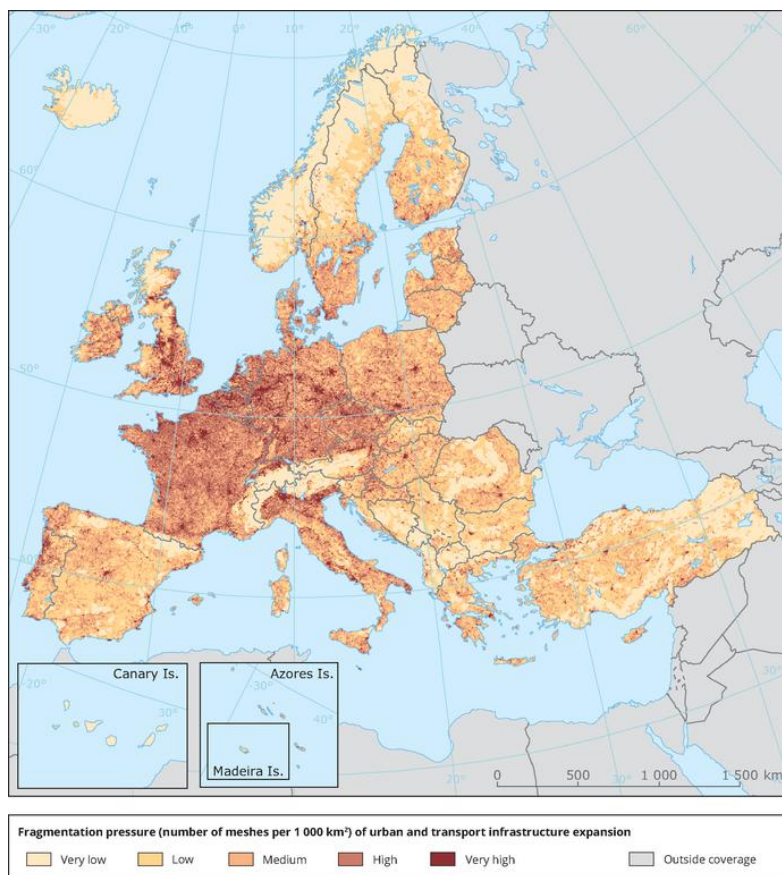 -30° -20° -10° 0° 10° 20° 30° 40° 50° 60°
70°
60°
50°
40°
Canary Is.
Azores Is.
-20°
-30°
30°
40°
Madeira Is.
0 500 1 000 1 500 km
20°
30°
Fragmentation pressure (number of meshes per 1 000 km²) of urban and transport infrastructure expansion
Very low Low Medium High Very high Outside coverage